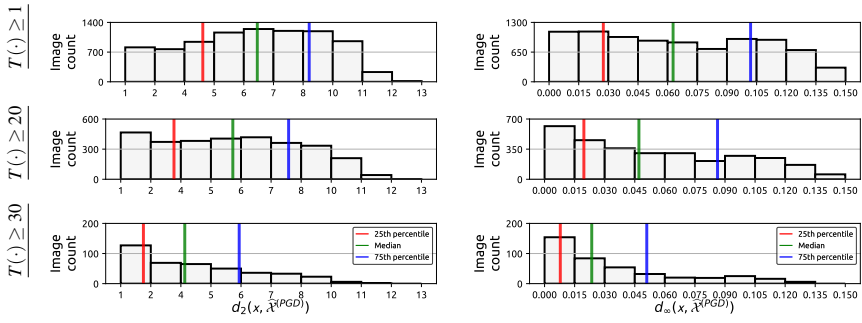 T(·) ≥ 1
Image count
1400
700
0
1 2 4 5 6 7 8 10 11 12 13
Image count
1300
650
0
0.000 0.015 0.030 0.045 0.060 0.075 0.090 0.105 0.120 0.135 0.150
T(·) ≥ 20
Image count
600
300
0
1 2 4 5 6 7 8 10 11 12 13
Image count
700
350
0
0.000 0.015 0.030 0.045 0.060 0.075 0.090 0.105 0.120 0.135 0.150
T(·) ≥ 30
Image count
200
100
0
25th percentile
Median
75th percentile
1 2 4 5 6 7 8 10 11 12 13
d₂(x, X̂⁽ᴾᴳᴰ⁾)
Image count
200
100
0
25th percentile
Median
75th percentile
0.000 0.015 0.030 0.045 0.060 0.075 0.090 0.105 0.120 0.135 0.150
d∞(x, X̂⁽ᴾᴳᴰ⁾)